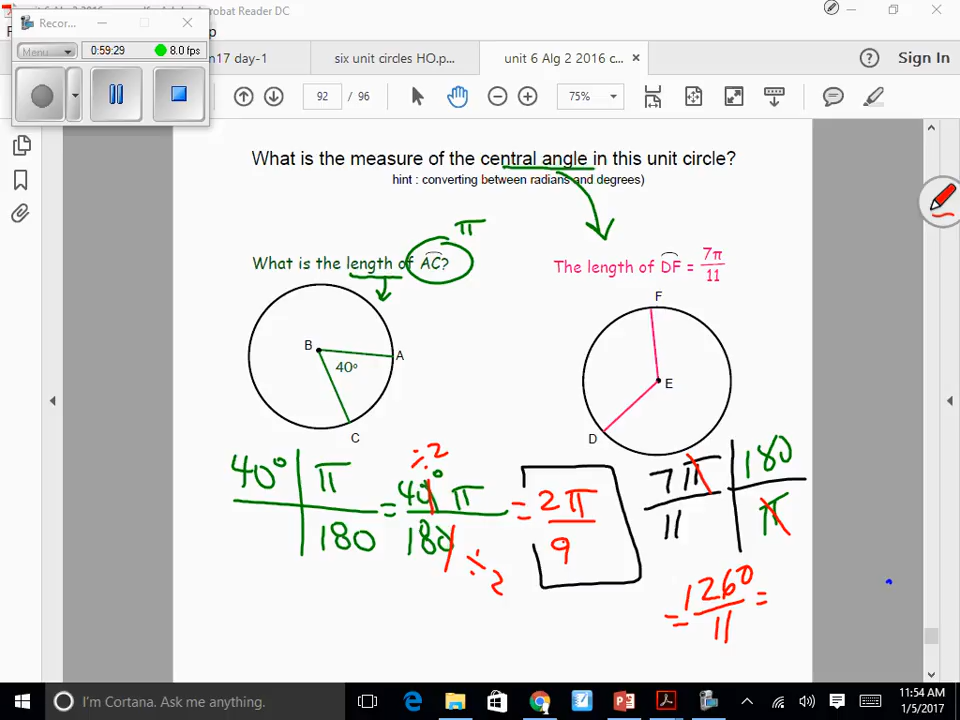 Recor...
Acrobat Reader DC
Menu
0:59:29
8.0 fps
n17 day-1
six unit circles HO.p...
unit 6 Alg 2 2016 c...
Sign In
92 / 96
75%
What is the measure of the central angle in this unit circle?
hint : converting between radians and degrees)
π
What is the length of AC?
The length of DF = 7π/11
F
B
A
40°
E
C
D
÷2
40° | π = 40° π = 2π 7π | 180
180 180 9 11 | π
÷2
= 1260 =
11
I'm Cortana. Ask me anything.
11:54 AM
1/5/2017